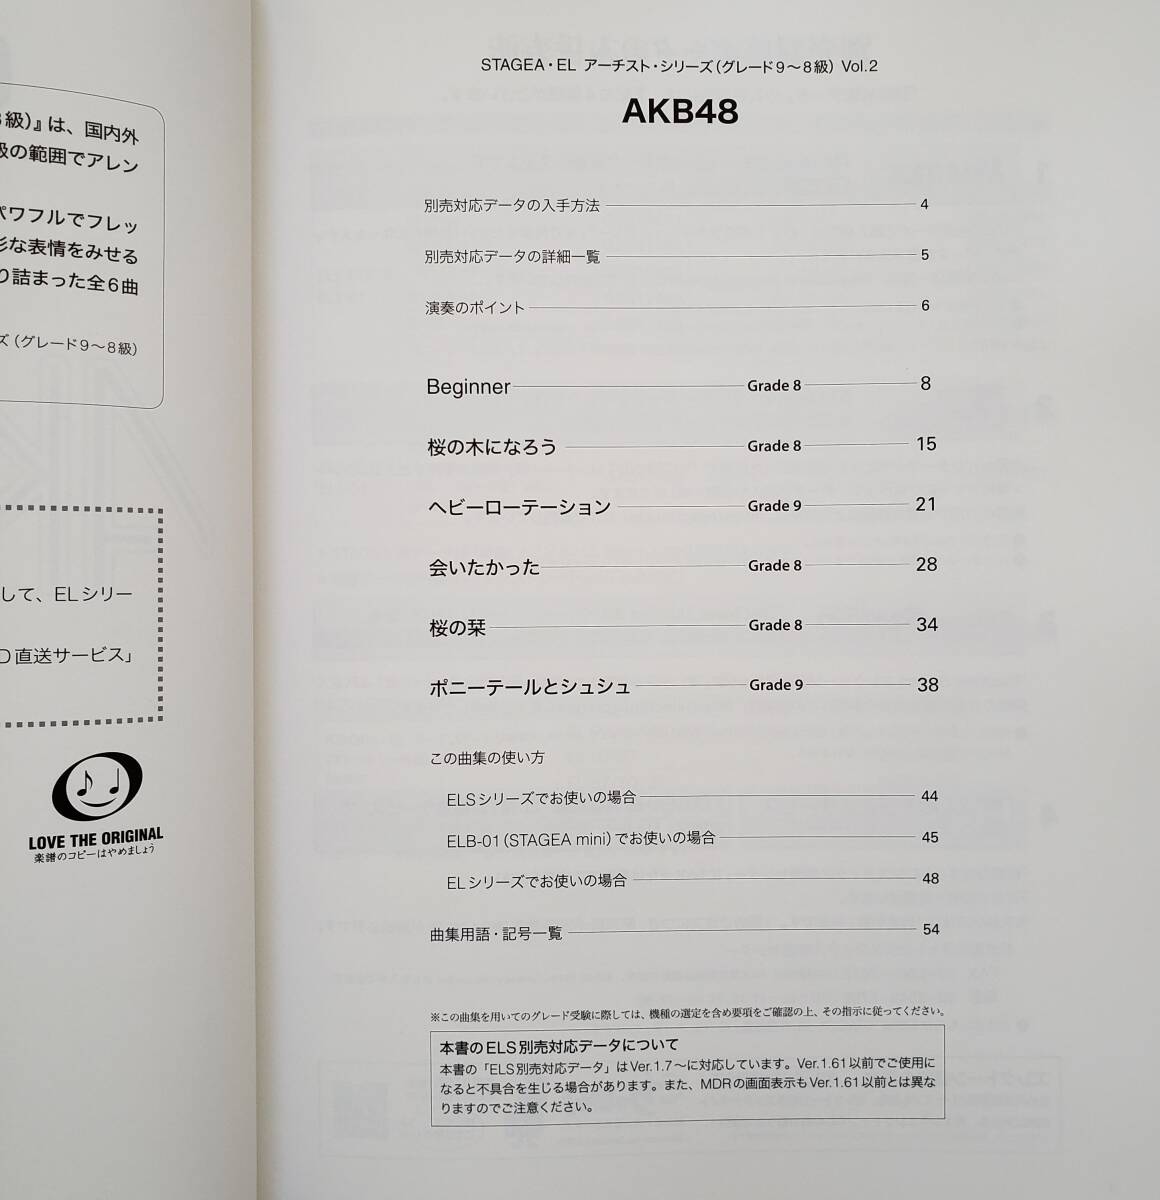 級)』は、国内外
級の範囲でアレン
パワフルでフレッ
彩な表情をみせる
り詰まった全6曲
ズ(グレード9〜8級)
して、ELシリー
D直送サービス」
LOVE THE ORIGINAL
楽譜のコピーはやめましょう
STAGEA・EL アーチスト・シリーズ(グレード9〜8級) Vol.2
AKB48
別売対応データの入手方法 4
別売対応データの詳細一覧 5
演奏のポイント 6
Beginner Grade 8 8
桜の木になろう Grade 8 15
ヘビーローテーション Grade 9 21
会いたかった Grade 8 28
桜の栞 Grade 8 34
ポニーテールとシュシュ Grade 9 38
この曲集の使い方
ELSシリーズでお使いの場合 44
ELB-01(STAGEA mini)でお使いの場合 45
ELシリーズでお使いの場合 48
曲集用語・記号一覧 54
※この曲集を用いてのグレード受験に際しては、機種の選定を含め要項をご確認の上、その指示に従ってください。
本書のELS別売対応データについて
本書の「ELS別売対応データ」はVer.1.7〜に対応しています。Ver.1.61以前でご使用に
なると不具合を生じる場合があります。また、MDRの画面表示もVer.1.61以前とは異な
りますのでご注意ください。